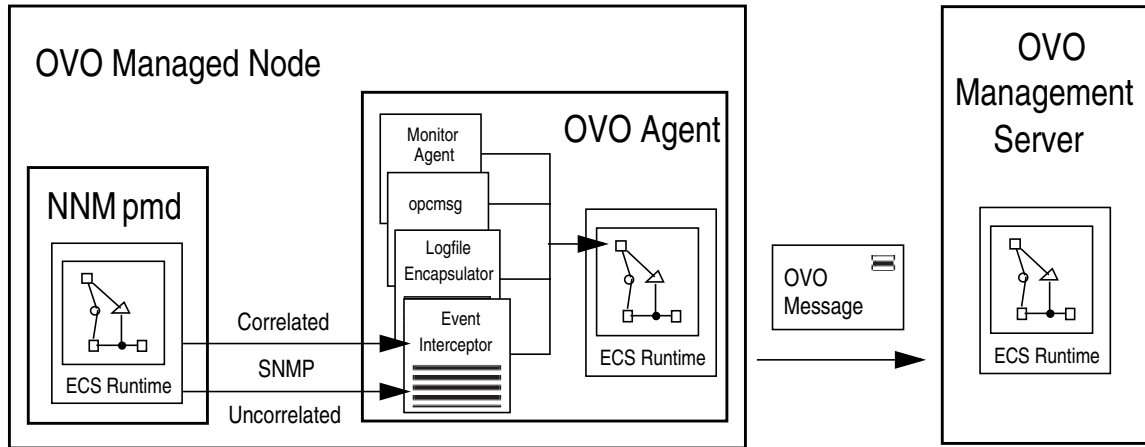 OVO Managed Node
NNM pmd
ECS Runtime
Correlated
SNMP
Uncorrelated
OVO Agent
Monitor
Agent
opcmsg
Logfile
Encapsulator
Event
Interceptor
ECS Runtime
OVO
Message
OVO
Management
Server
ECS Runtime